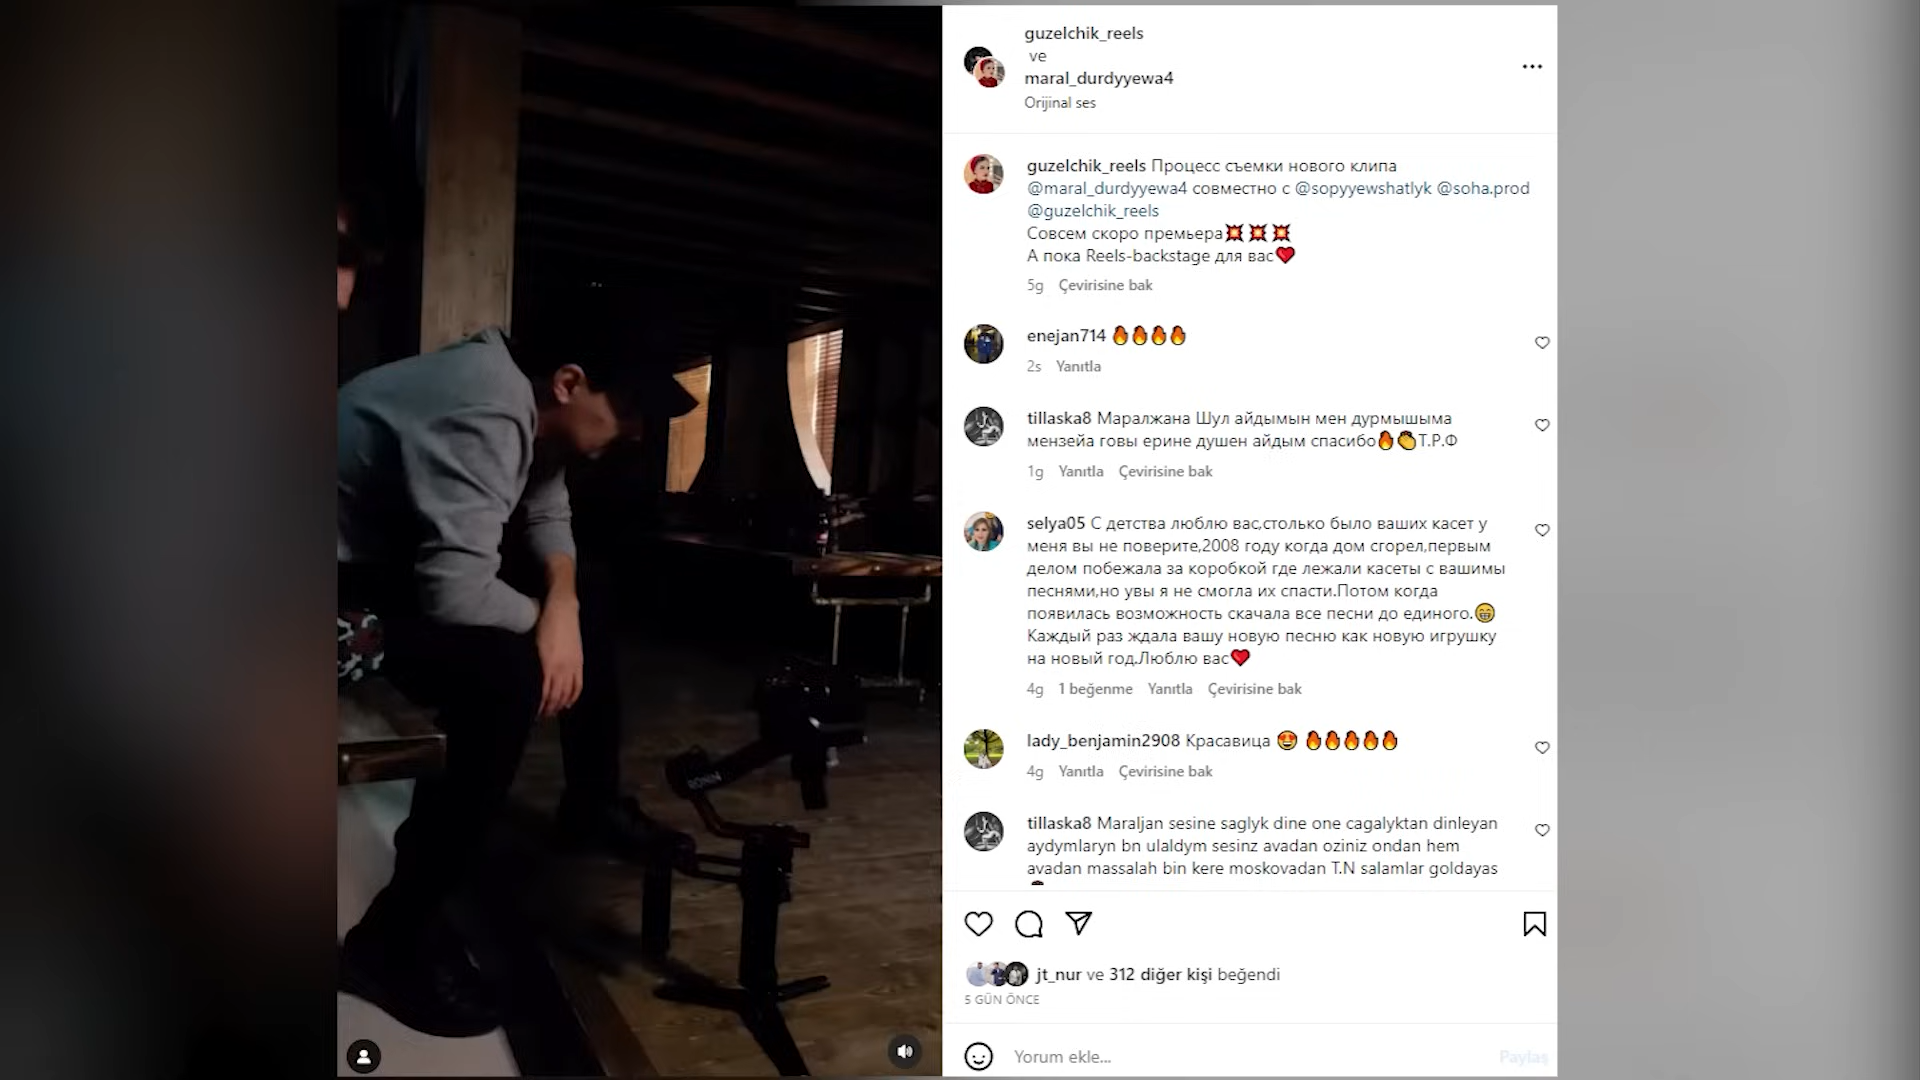 guzelchik_reels
ve
maral_durdyyewa4
Orijinal ses
guzelchik_reels Процесс съемки нового клипа
@maral_durdyyewa4 совместно с @sopyyewshatlyk @soha.prod
@guzelchik_reels
Совсем скоро премьера💥💥💥
А пока Reels-backstage для вас❤️
5g Çevirisine bak
enejan714 🔥🔥🔥🔥
2s Yanıtla
tillaska8 Маралжана Шул айдымын мен дурмышыма
мензейа говы ерине душен айдым спасибо🔥👏Т.Р.Ф
1g Yanıtla Çevirisine bak
selya05 С детства люблю вас,столько было ваших касет у
меня вы не поверите,2008 году когда дом сгорел,первым
делом побежала за коробкой где лежали касеты с вашимы
песнями,но увы я не смогла их спасти.Потом когда
появилась возможность скачала все песни до единого.😁
Каждый раз ждала вашу новую песню как новую игрушку
на новый год.Люблю вас❤️
4g 1 beğenme Yanıtla Çevirisine bak
lady_benjamin2908 Красавица 😍 🔥🔥🔥🔥🔥
4g Yanıtla Çevirisine bak
tillaska8 Maraljan sesine saglyk dine one cagalyktan dinleyan
aydymlaryn bn ulaldym sesinz avadan oziniz ondan hem
avadan massalah bin kere moskovadan T.N salamlar goldayas
RONIN
jt_nur ve 312 diğer kişi beğendi
5 GÜN ÖNCE
Yorum ekle...
Paylaş